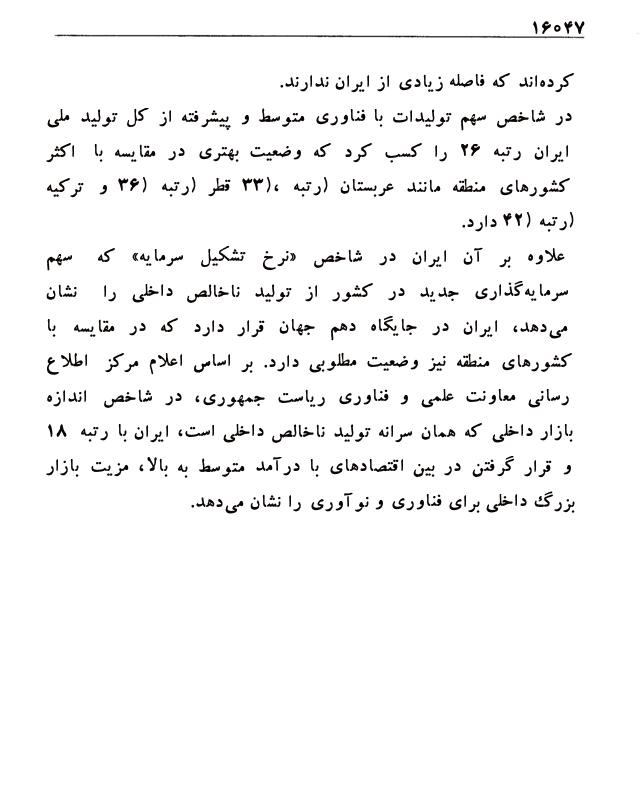 ۱۶۰۴۷
کرده‌اند که فاصله زیادی از ایران ندارند.
در شاخص سهم تولیدات با فناوری متوسط و پیشرفته از کل تولید ملی
ایران رتبه ۲۶ را کسب کرد که وضعیت بهتری در مقایسه با اکثر
کشورهای منطقه مانند عربستان (رتبه ،(۳۳ قطر (رتبه (۳۶ و ترکیه
(رتبه (۴۲ دارد.
علاوه بر آن ایران در شاخص «نرخ تشکیل سرمایه» که سهم
سرمایه‌گذاری جدید در کشور از تولید ناخالص داخلی را نشان
می‌دهد، ایران در جایگاه دهم جهان قرار دارد که در مقایسه با
کشورهای منطقه نیز وضعیت مطلوبی دارد. بر اساس اعلام مرکز اطلاع
رسانی معاونت علمی و فناوری ریاست جمهوری، در شاخص اندازه
بازار داخلی که همان سرانه تولید ناخالص داخلی است، ایران با رتبه ۱۸
و قرار گرفتن در بین اقتصادهای با درآمد متوسط به بالا، مزیت بازار
بزرگ داخلی برای فناوری و نوآوری را نشان می‌دهد.